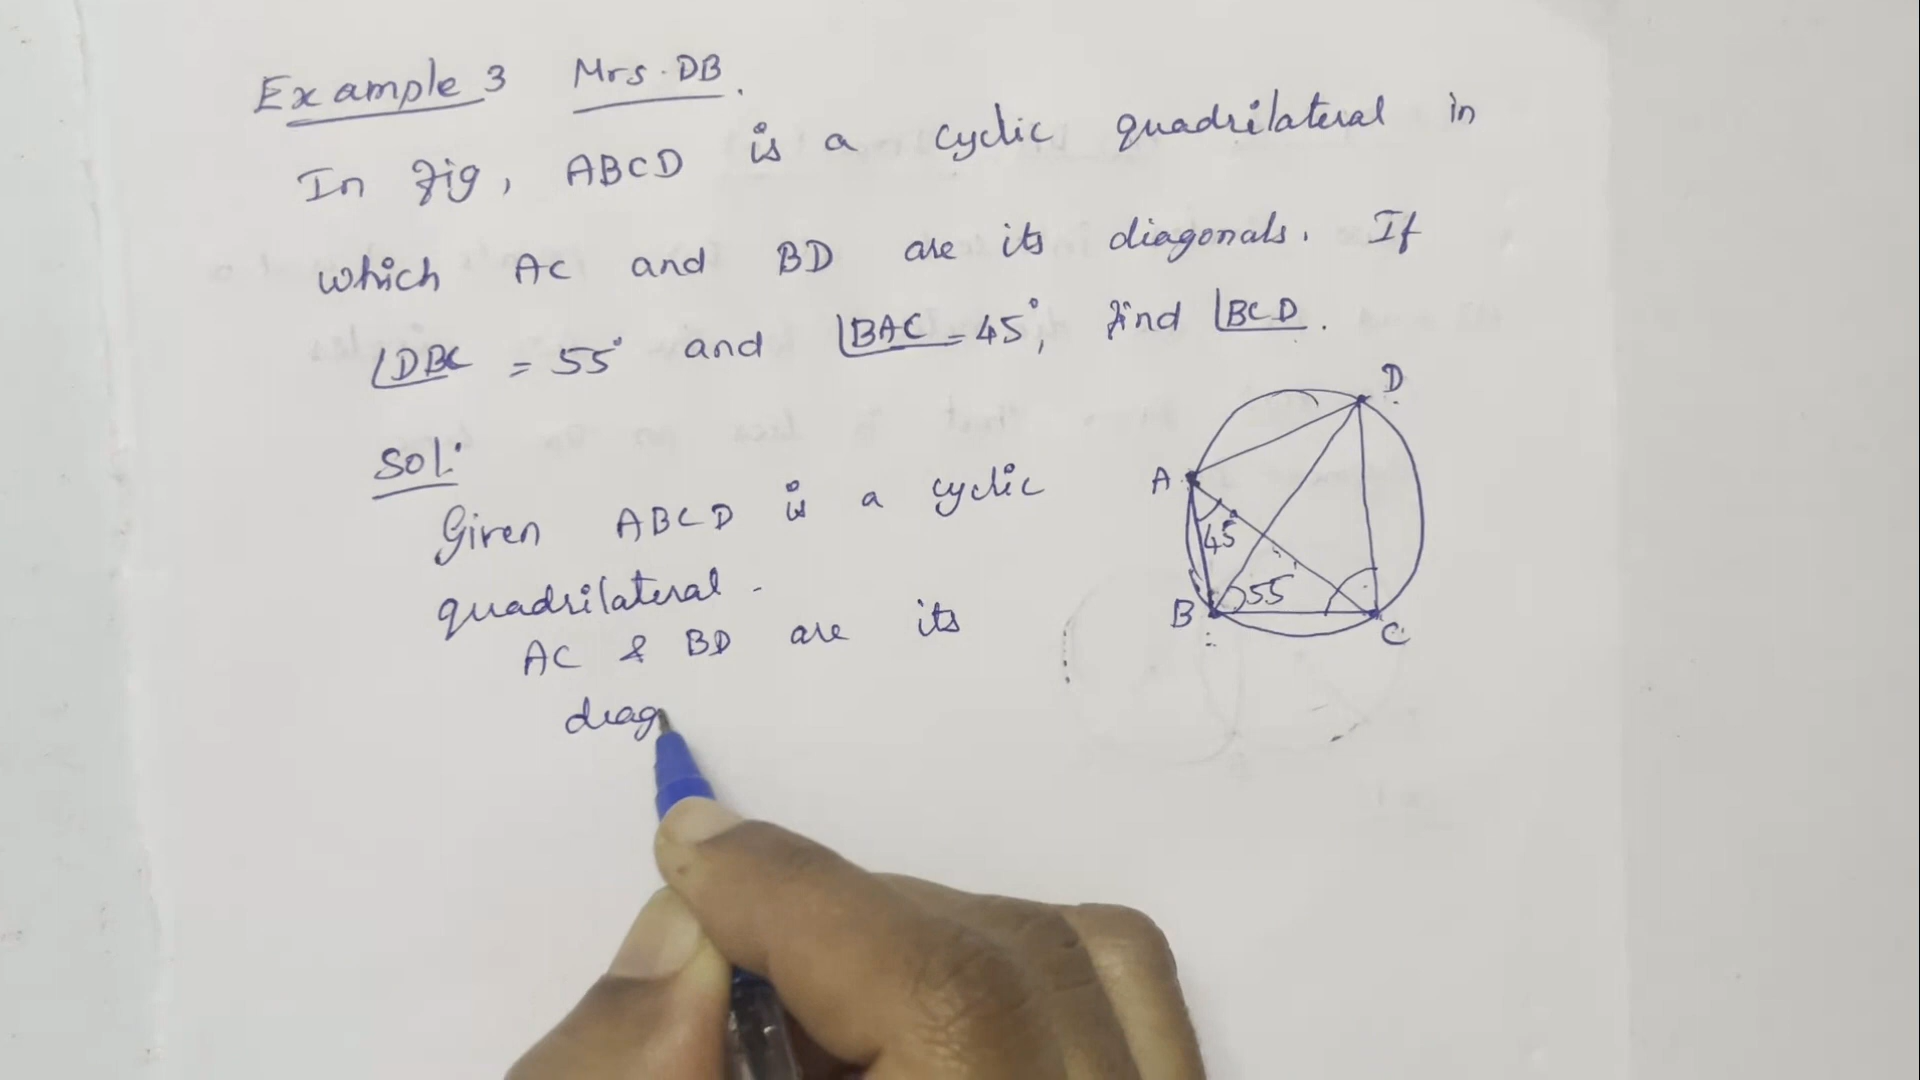 Example 3 Mrs. DB.
In fig, ABCD is a cyclic quadrilateral in
which AC and BD are its diagonals. If
∠DBC = 55° and ∠BAC = 45°, find ∠BCD.
Sol:
Given ABCD is a cyclic
quadrilateral.
AC & BD are its
diag
D
A
45°
B
55°
C